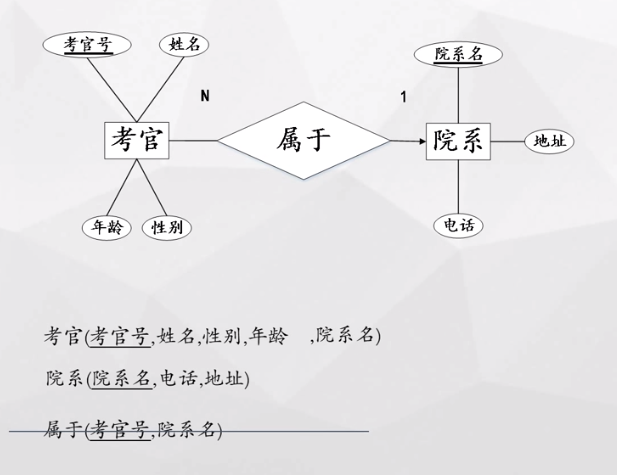 考官号 姓名 院系名
N 1
考官 属于 院系 地址
年龄 性别 电话
考官(考官号,姓名,性别,年龄 ,院系名)
院系(院系名,电话,地址)
属于(考官号,院系名)